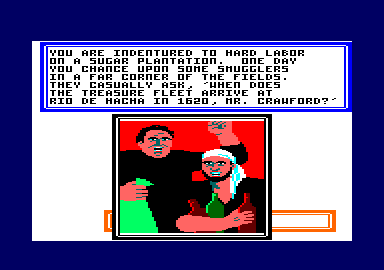 YOU ARE INDENTURED TO HARD LABOR
ON A SUGAR PLANTATION.  ONE DAY
YOU CHANCE UPON SOME SMUGGLERS
IN A FAR CORNER OF THE FIELDS.
THEY CASUALLY ASK, 'WHEN DOES
THE TREASURE FLEET ARRIVE AT
RIO DE HACHA IN 1620, MR. CRAWFORD?'